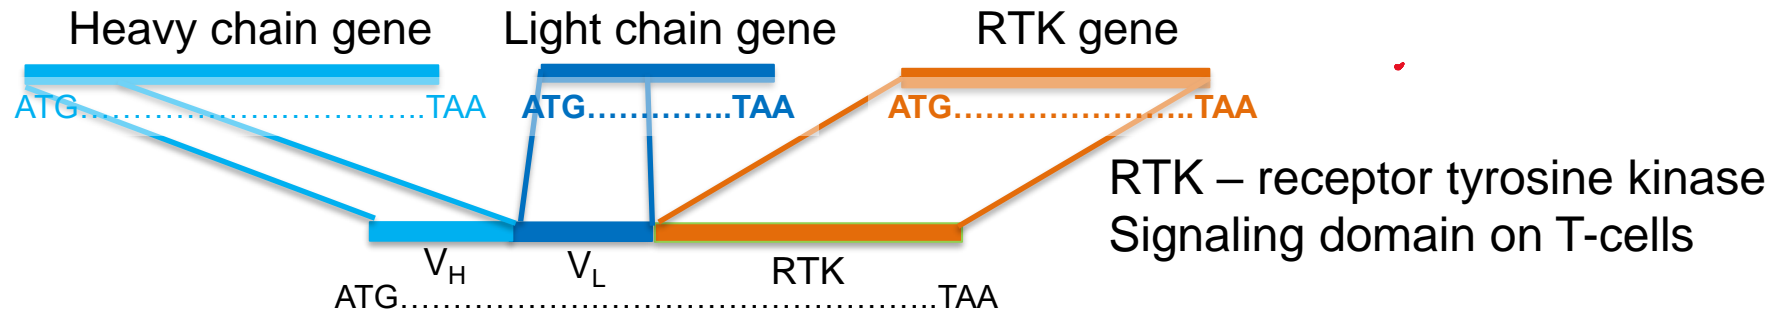 Heavy chain gene Light chain gene RTK gene
ATG…………………………….TAA ATG…………..TAA ATG…………………..TAA
RTK – receptor tyrosine kinase
Signaling domain on T-cells
VH VL RTK
ATG……………………………………………..TAA